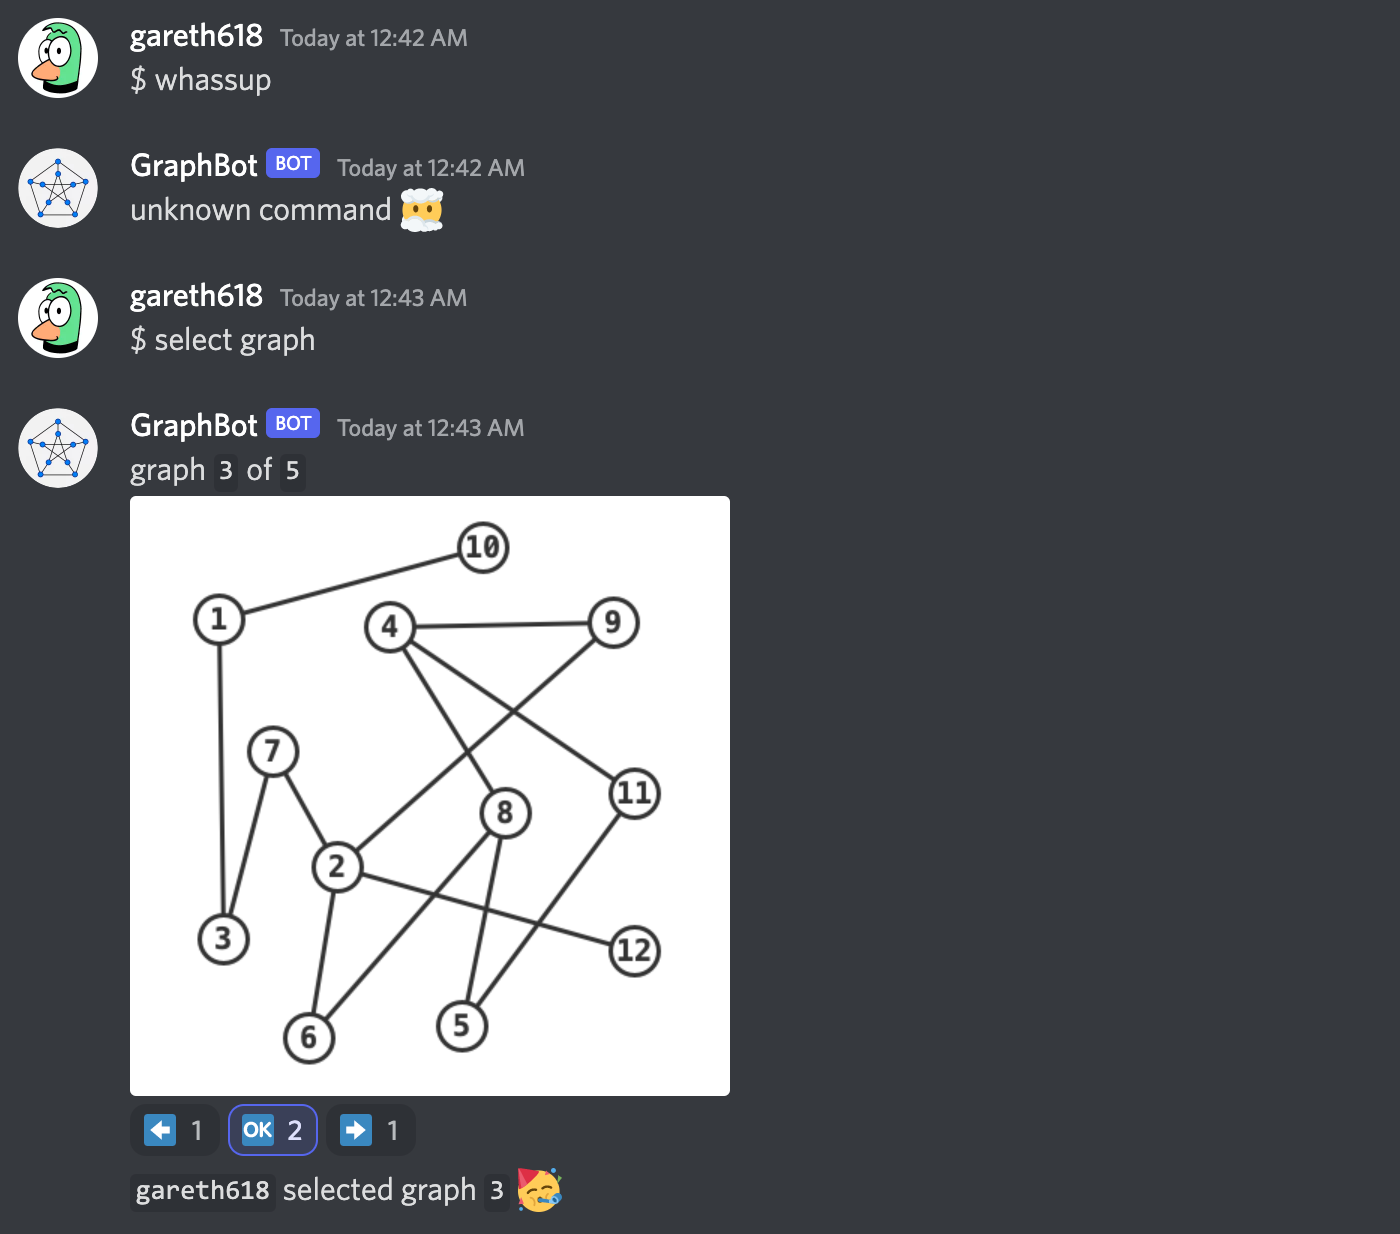 gareth618 Today at 12:42 AM
$ whassup
GraphBot BOT Today at 12:42 AM
unknown command
gareth618 Today at 12:43 AM
$ select graph
GraphBot BOT Today at 12:43 AM
graph 3 of 5
10
1
4
9
7
11
8
2
3
12
5
6
1 OK 2 1
gareth618 selected graph 3